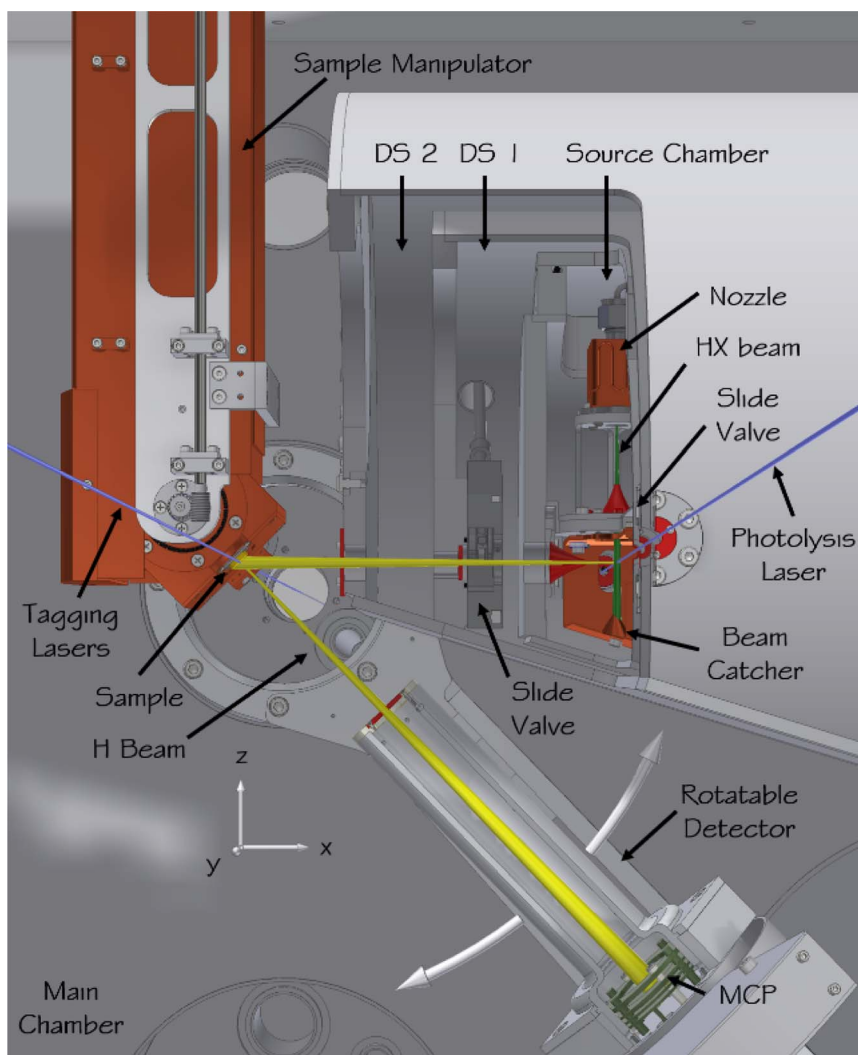 Sample Manipulator
DS 2
DS 1
Source Chamber
Nozzle
HX beam
Slide
Valve
Photolysis
Laser
Tagging
Lasers
Sample
H Beam
Slide
Valve
Beam
Catcher
z
y
x
Rotatable
Detector
Main
Chamber
MCP